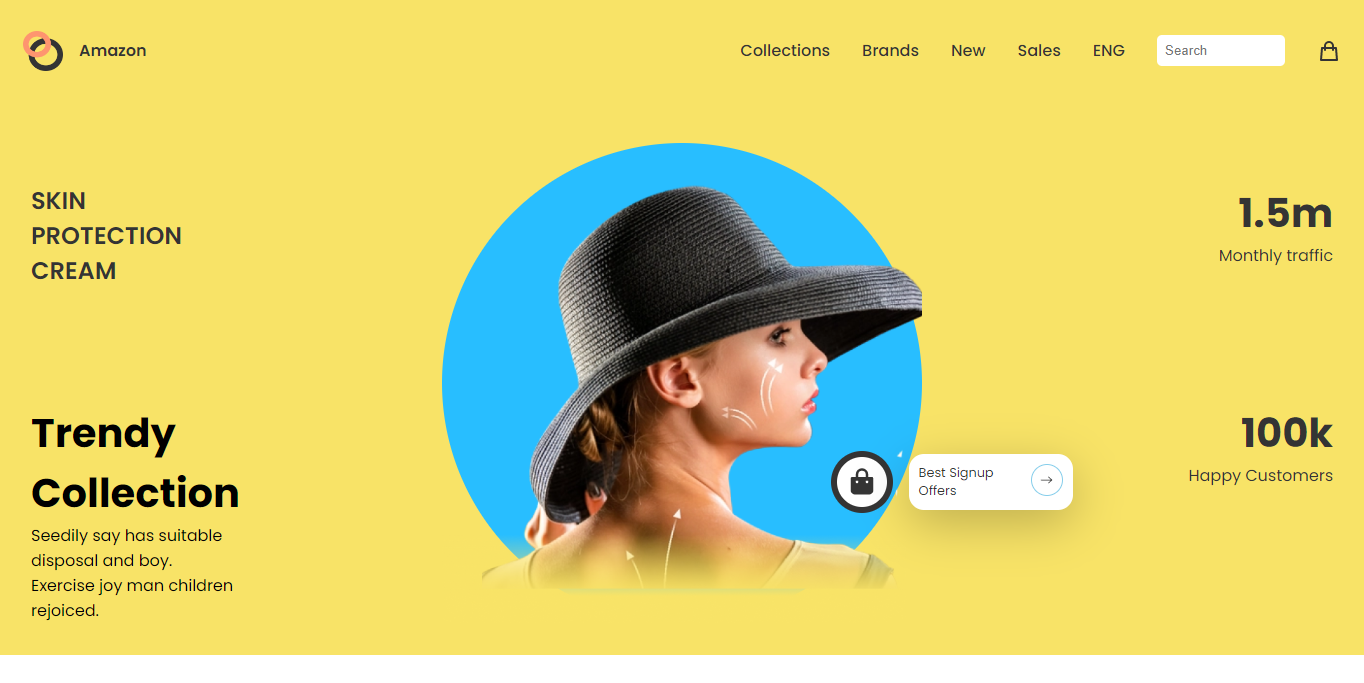 Amazon
Collections
Brands
New
Sales
ENG
Search
SKIN
PROTECTION
CREAM
1.5m
Monthly traffic
Trendy
Collection
Seedily say has suitable
disposal and boy.
Exercise joy man children
rejoiced.
Best Signup
Offers
100k
Happy Customers